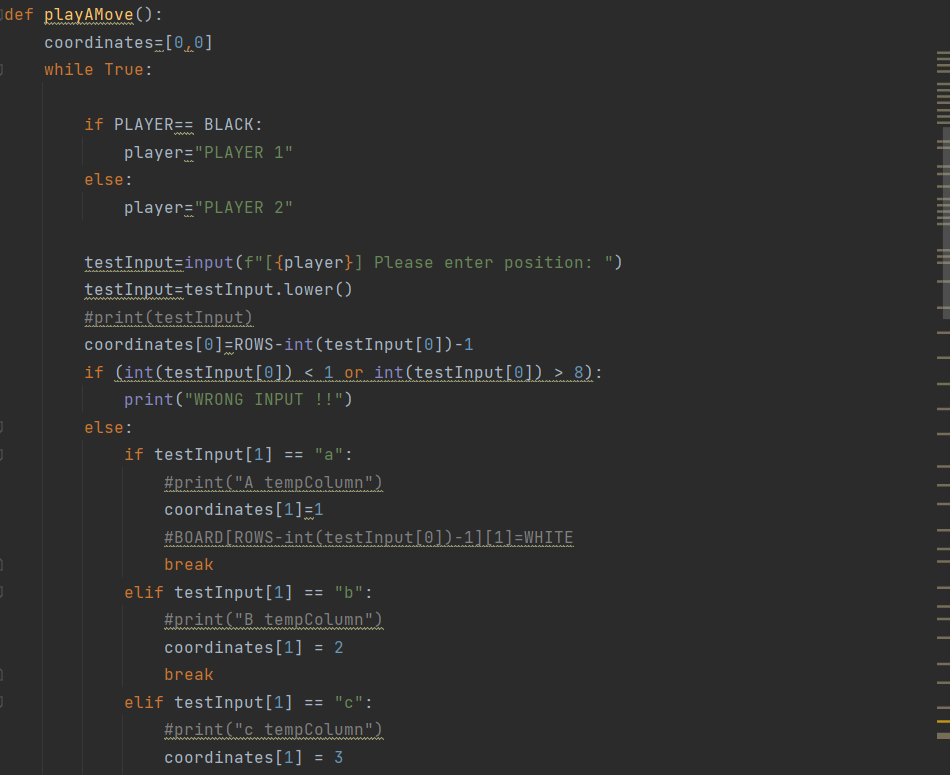 def playAMove():
    coordinates=[0,0]
    while True:

        if PLAYER== BLACK:
            player="PLAYER 1"
        else:
            player="PLAYER 2"

        testInput=input(f"[{player}] Please enter position: ")
        testInput=testInput.lower()
        #print(testInput)
        coordinates[0]=ROWS-int(testInput[0])-1
        if (int(testInput[0]) < 1 or int(testInput[0]) > 8):
            print("WRONG INPUT !!")
        else:
            if testInput[1] == "a":
                #print("A tempColumn")
                coordinates[1]=1
                #BOARD[ROWS-int(testInput[0])-1][1]=WHITE
                break
            elif testInput[1] == "b":
                #print("B tempColumn")
                coordinates[1] = 2
                break
            elif testInput[1] == "c":
                #print("c tempColumn")
                coordinates[1] = 3